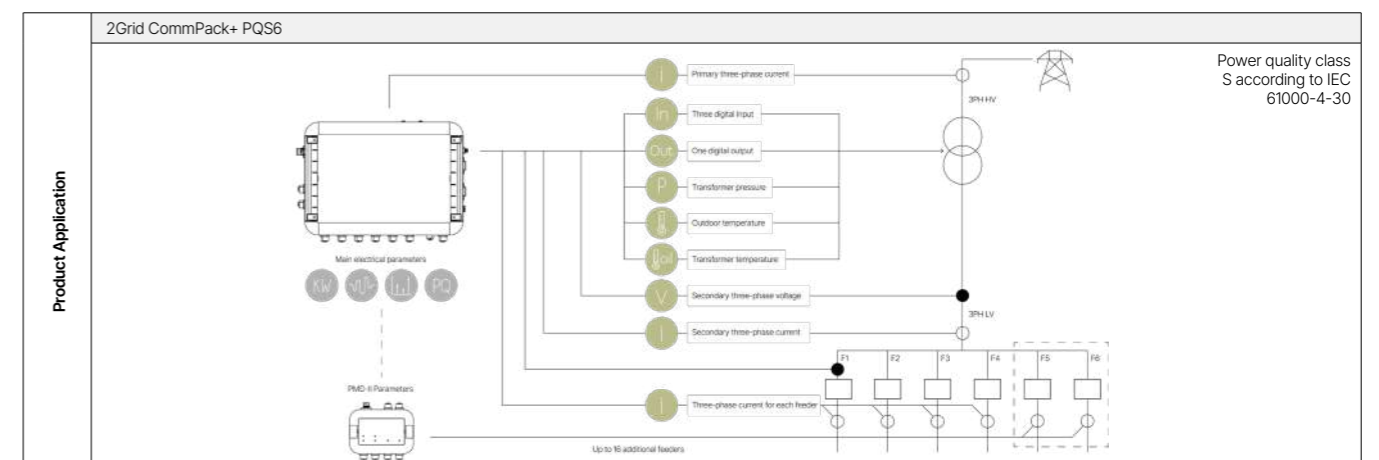 2Grid CommPack+ PQS6
Product Application
Power quality class
S according to IEC
61000-4-30
i
Primary three-phase current
3PH HV
In
Three digital input
Out
One digital output
P
Transformer pressure
Outdoor temperature
oil
Transformer temperature
Main electrical parameters
KW
PQ
V
Secondary three-phase voltage
3PH LV
i
Secondary three-phase current
F1
F2
F3
F4
F5
F6
PMD-II Parameters
i
Three-phase current for each feeder
Up to 16 additional feeders